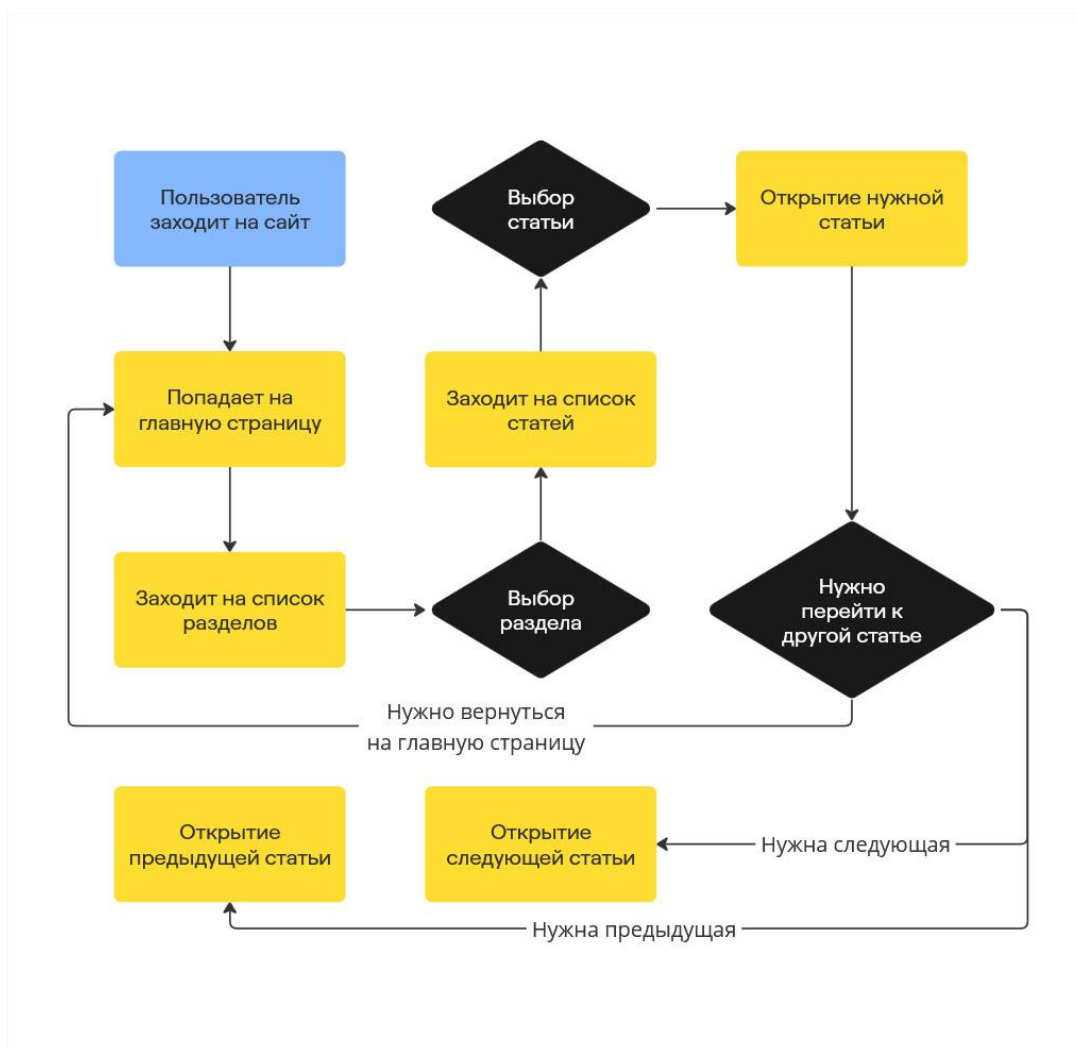 Пользователь
заходит на сайт
Попадает на
главную страницу
Заходит на список
разделов
Выбор
раздела
Заходит на список
статей
Выбор
статьи
Открытие нужной
статьи
Нужно
перейти к
другой статье
Нужно вернуться
на главную страницу
Нужна следующая
Открытие
следующей статьи
Нужна предыдущая
Открытие
предыдущей статьи